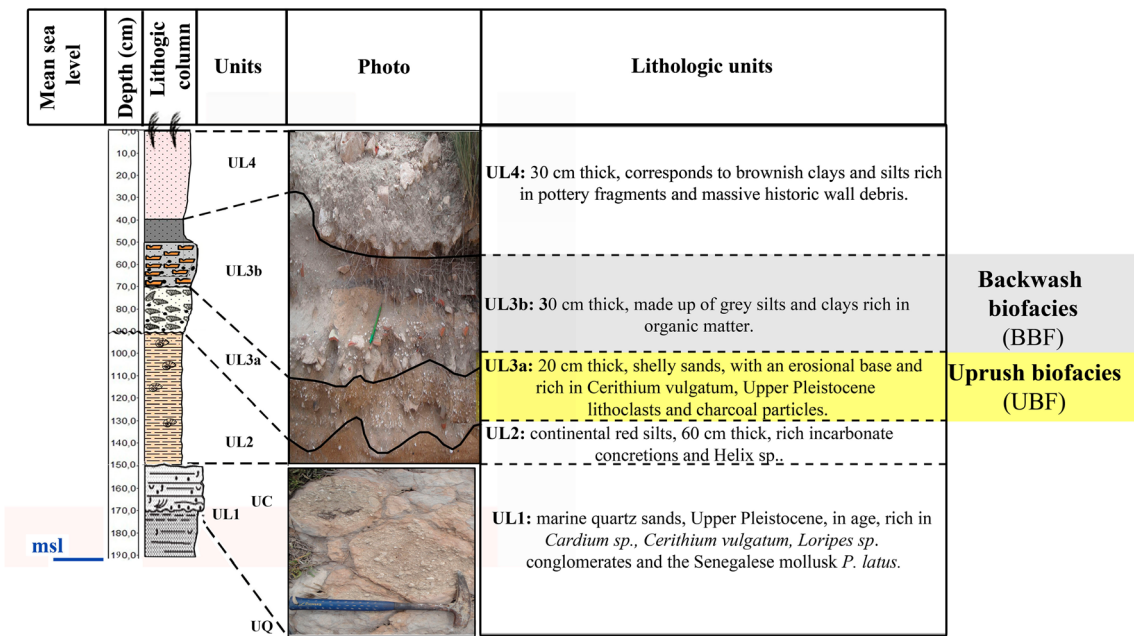 Mean sea
level
Depth (cm)
Lithogic
column
Units
Photo
Lithologic units
0,0
10,0
20,0
30,0
40,0
50,0
60,0
70,0
80,0
90,0
100,0
110,0
120,0
130,0
140,0
150,0
160,0
170,0
180,0
190,0
msl
UL4
UL3b
UL3a
UL2
UC
UL1
UQ
UL4: 30 cm thick, corresponds to brownish clays and silts rich
in pottery fragments and massive historic wall debris.
UL3b: 30 cm thick, made up of grey silts and clays rich in
organic matter.
UL3a: 20 cm thick, shelly sands, with an erosional base and
rich in Cerithium vulgatum, Upper Pleistocene
lithoclasts and charcoal particles.
UL2: continental red silts, 60 cm thick, rich incarbonate
concretions and Helix sp..
UL1: marine quartz sands, Upper Pleistocene, in age, rich in
Cardium sp., Cerithium vulgatum, Loripes sp.
conglomerates and the Senegalese mollusk P. latus.
Backwash
biofacies
(BBF)
Uprush biofacies
(UBF)